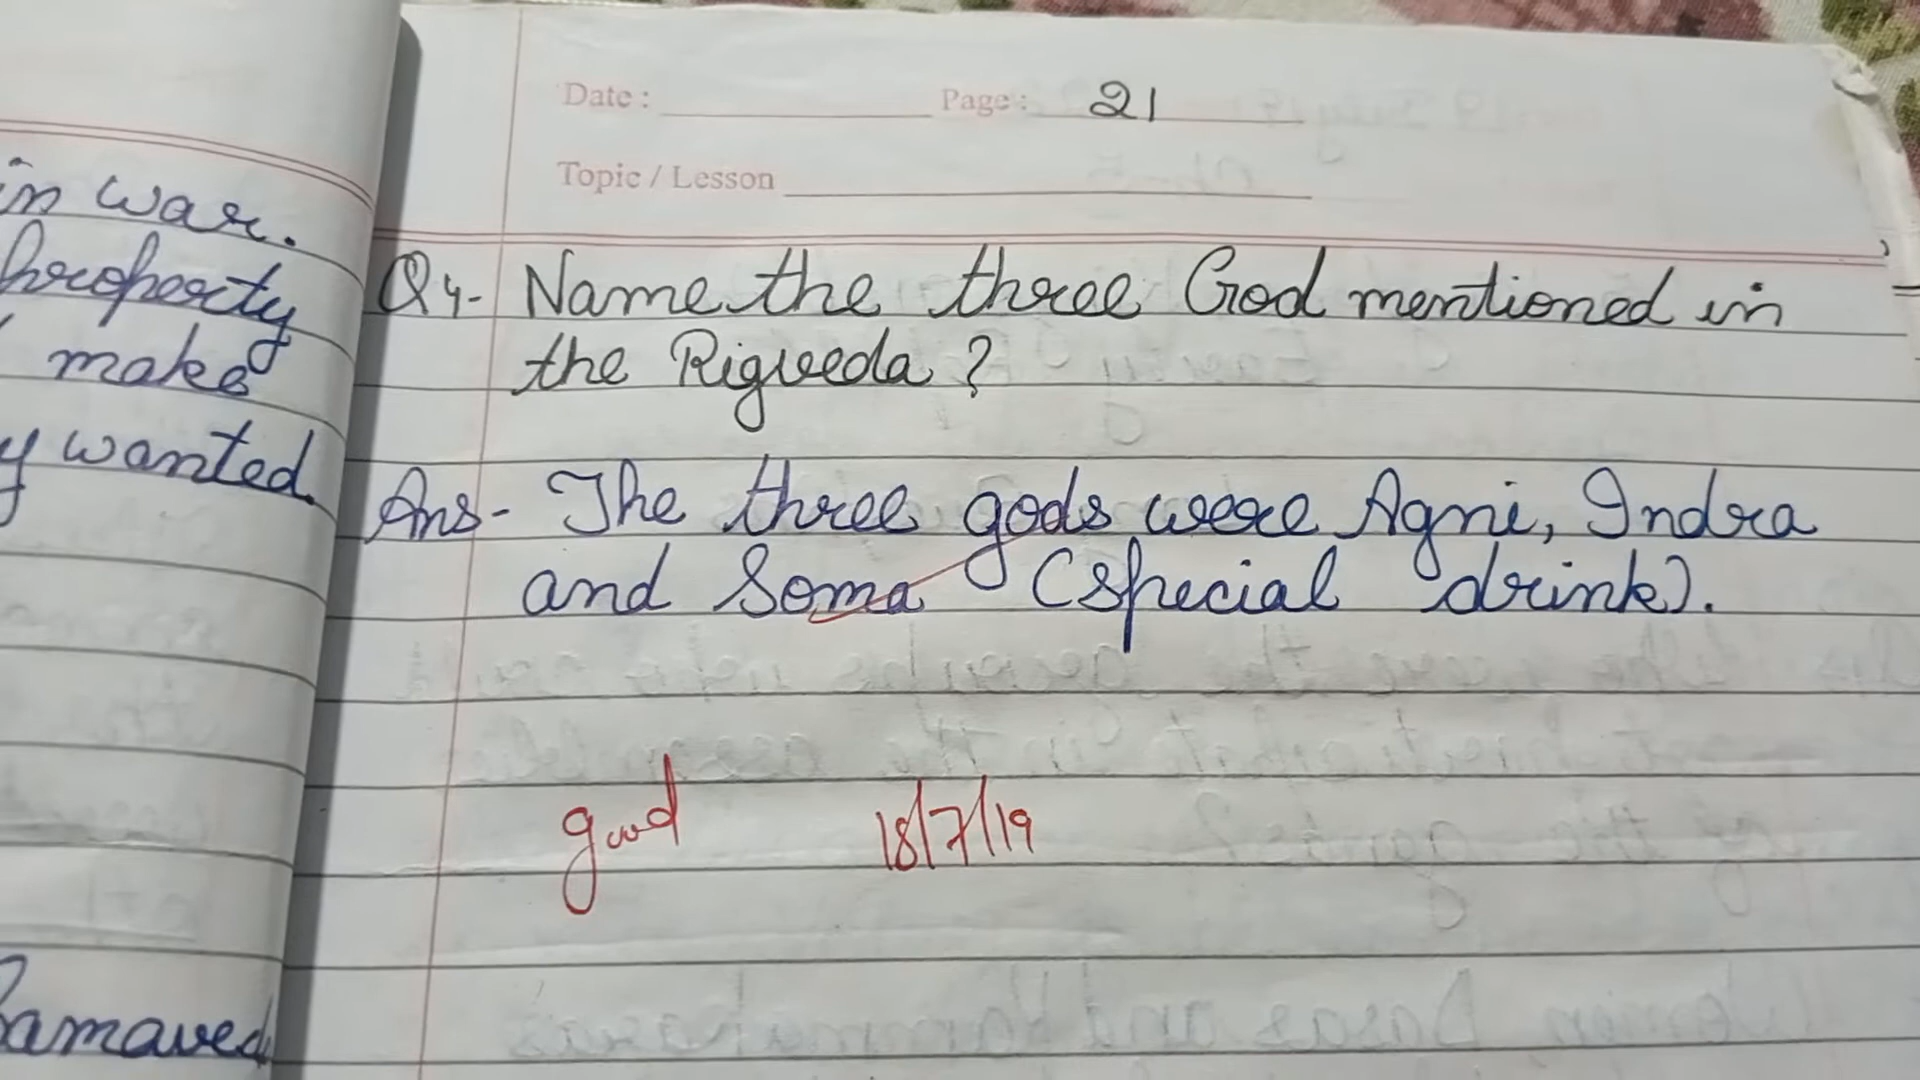 in war.
property
make
y wanted
Samaved
Date :
Page : 21
Topic / Lesson
Q4- Name the three God mentioned in
the Rigveda ?
Ans- The three gods were Agni, Indra
and Soma (special drink).
good 18/7/19